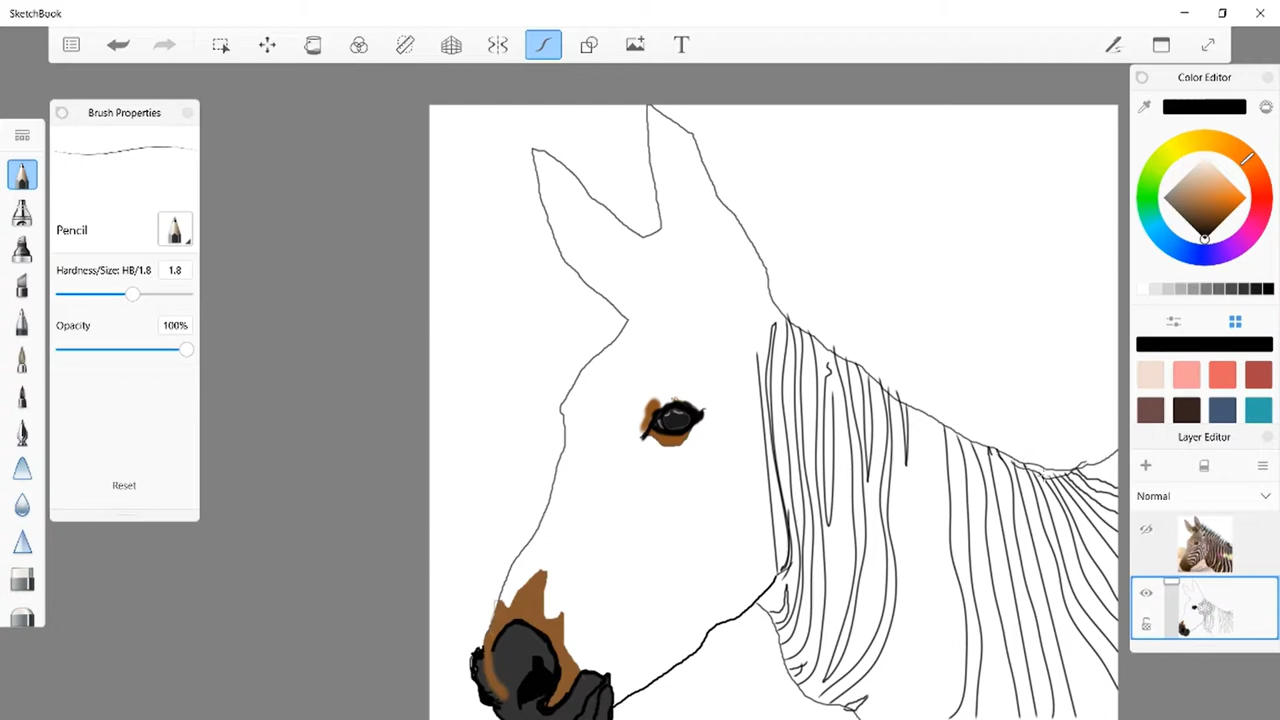 SketchBook
T
Color Editor
Brush Properties
Pencil
Hardness/Size: HB/1.8 1.8
Opacity 100%
Layer Editor
Reset
Normal